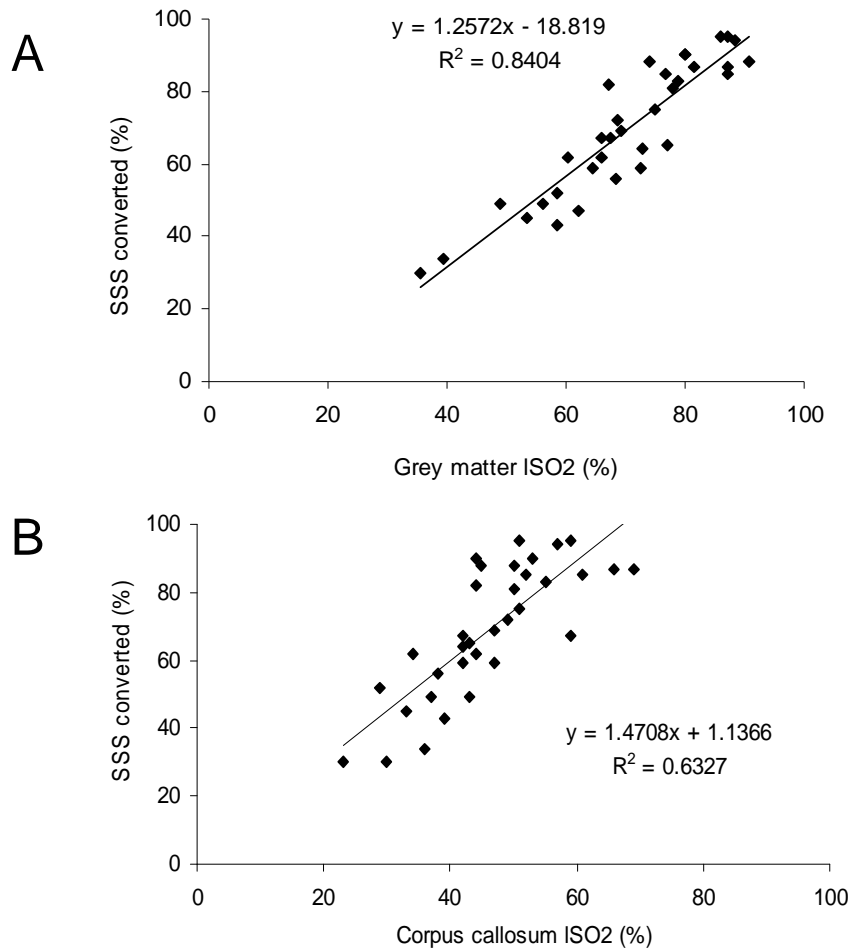 A
y = 1.2572x - 18.819
R² = 0.8404
SSS converted (%)
100
80
60
40
20
0
0 20 40 60 80 100
Grey matter ISO2 (%)
B
y = 1.4708x + 1.1366
R² = 0.6327
SSS converted (%)
100
80
60
40
20
0
0 20 40 60 80 100
Corpus callosum ISO2 (%)